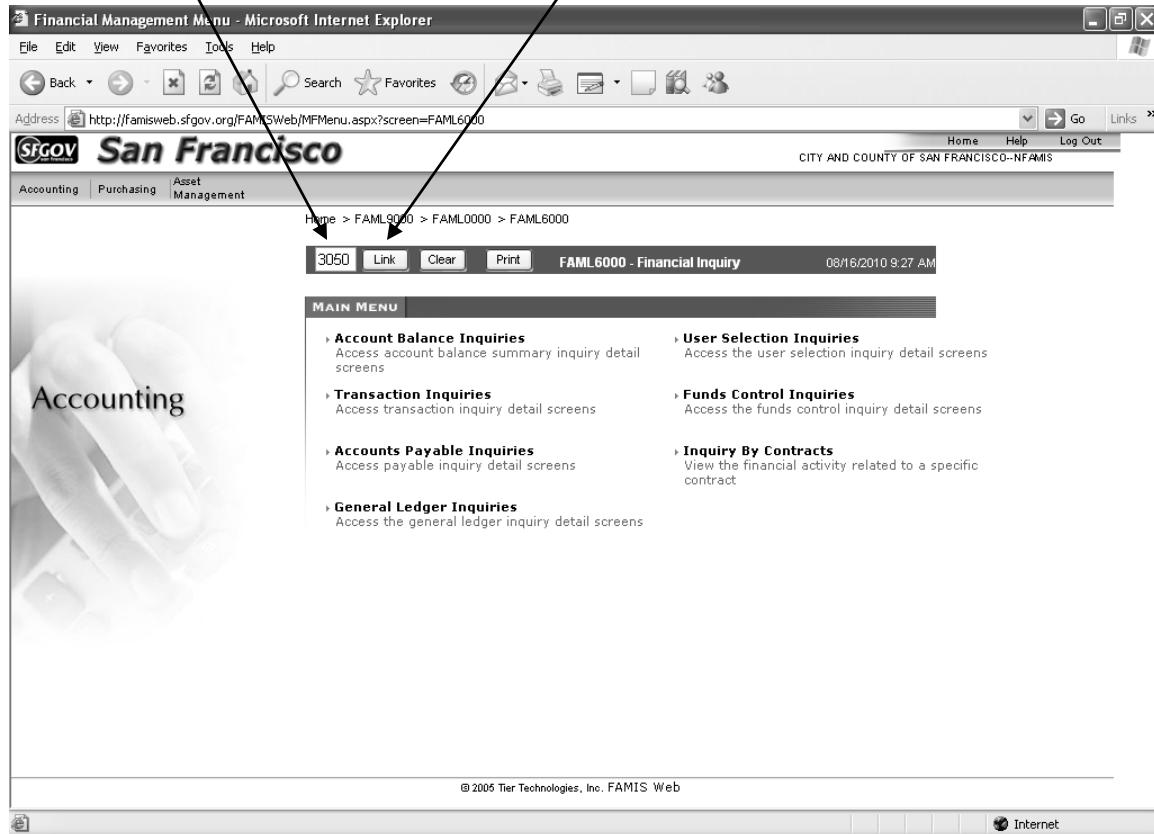 Financial Management Menu - Microsoft Internet Explorer
File Edit View Favorites Tools Help
Back Search Favorites
Address http://famisweb.sfgov.org/FAMISWeb/MFMenu.aspx?screen=FAML6000 Go Links »
SFGOV San Francisco
Home Help Log Out
CITY AND COUNTY OF SAN FRANCISCO--NFAMIS
Accounting Purchasing Asset Management
Home > FAML9000 > FAML0000 > FAML6000
3050 Link Clear Print FAML6000 - Financial Inquiry 08/16/2010 9:27 AM
MAIN MENU
Account Balance Inquiries
Access account balance summary inquiry detail
screens
User Selection Inquiries
Access the user selection inquiry detail screens
Transaction Inquiries
Access transaction inquiry detail screens
Funds Control Inquiries
Access the funds control inquiry detail screens
Accounts Payable Inquiries
Access payable inquiry detail screens
Inquiry By Contracts
View the financial activity related to a specific
contract
General Ledger Inquiries
Access the general ledger inquiry detail screens
Accounting
© 2005 Tier Technologies, Inc. FAMIS Web
Internet